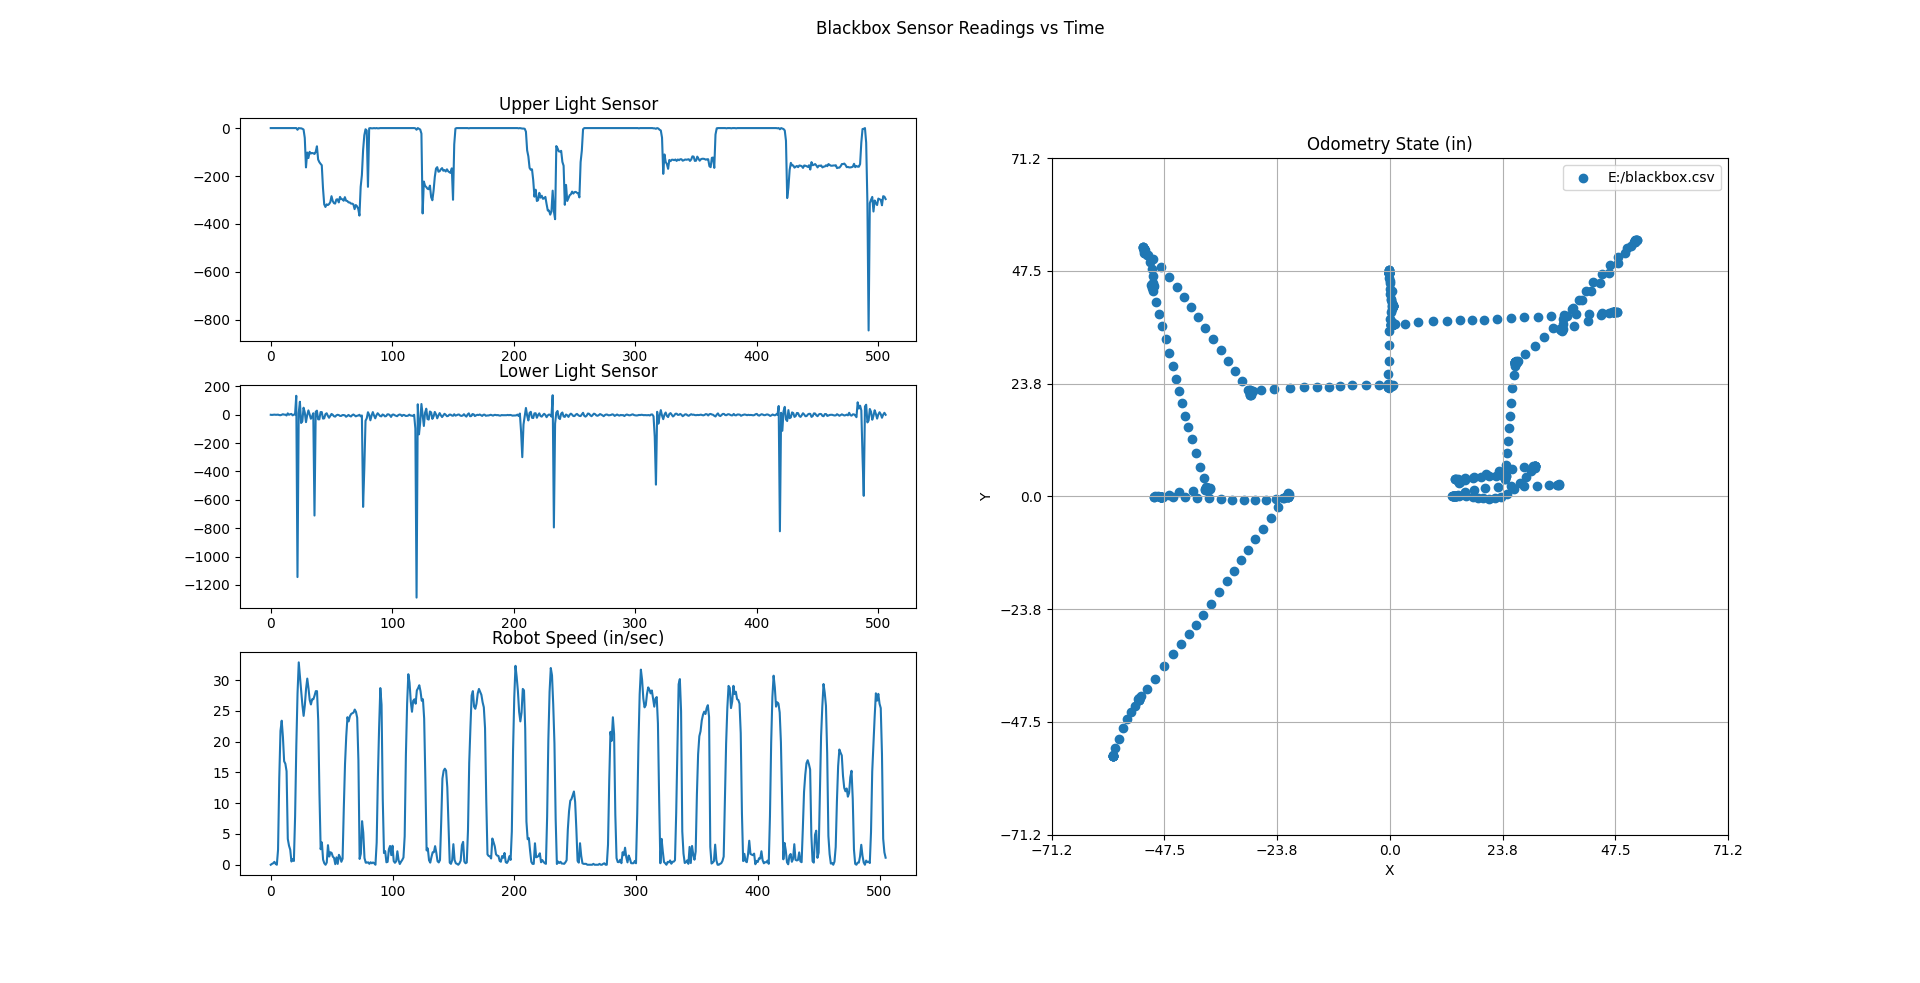 Blackbox Sensor Readings vs Time
Upper Light Sensor
0
−200
−400
−600
−800
0 100 200 300 400 500
Lower Light Sensor
200
0
−200
−400
−600
−800
−1000
−1200
0 100 200 300 400 500
Robot Speed (in/sec)
30
25
20
15
10
5
0
0 100 200 300 400 500
Odometry State (in)
E:/blackbox.csv
71.2
47.5
23.8
0.0
−23.8
−47.5
−71.2
Y
−71.2 −47.5 −23.8 0.0 23.8 47.5 71.2
X